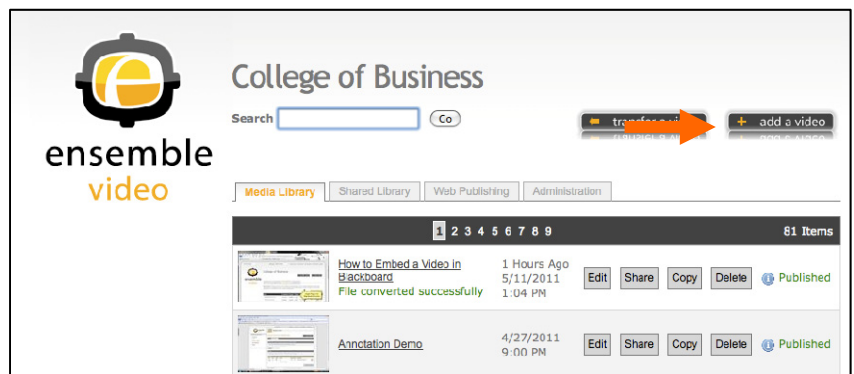 ensemble
video
College of Business
Search
Go
+ add a video
Media Library
Shared Library
Web Publishing
Administration
1 2 3 4 5 6 7 8 9
81 Items
How to Embed a Video in
Blackboard
File converted successfully
1 Hours Ago
5/11/2011
1:04 PM
Edit
Share
Copy
Delete
Published
Annotation Demo
4/27/2011
9:00 PM
Edit
Share
Copy
Delete
Published